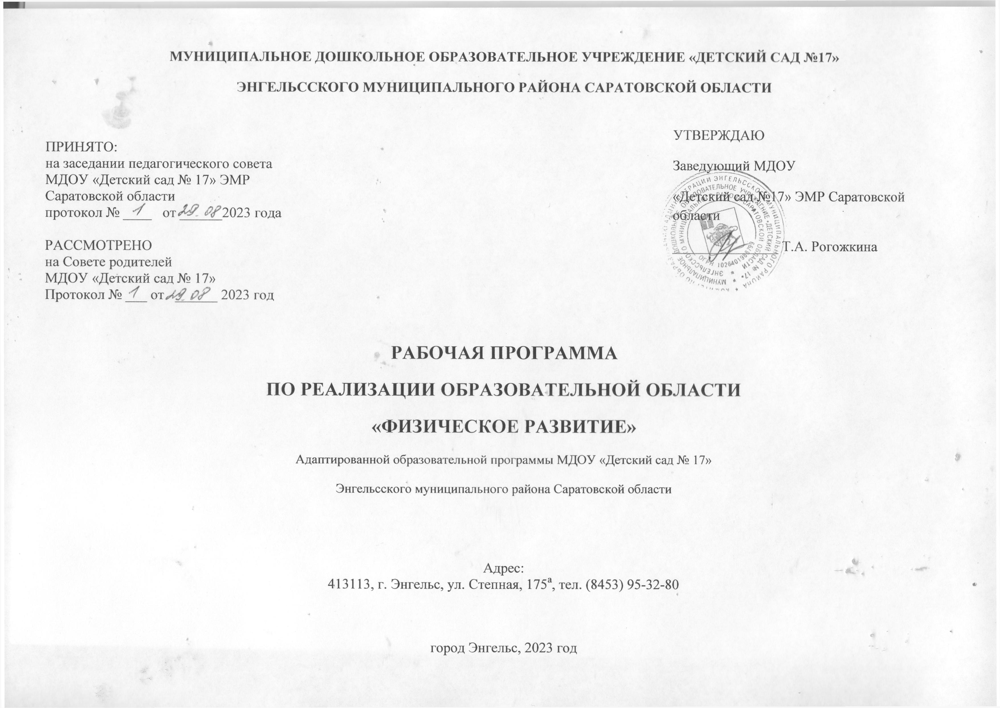 МУНИЦИПАЛЬНОЕ ДОШКОЛЬНОЕ ОБРАЗОВАТЕЛЬНОЕ УЧРЕЖДЕНИЕ «ДЕТСКИЙ САД №17»
ЭНГЕЛЬССКОГО МУНИЦИПАЛЬНОГО РАЙОНА САРАТОВСКОЙ ОБЛАСТИ
ПРИНЯТО:
на заседании педагогического совета
МДОУ «Детский сад № 17» ЭМР
Саратовской области
протокол № 1 от 29.08 2023 года
РАССМОТРЕНО
на Совете родителей
МДОУ «Детский сад № 17»
Протокол № 1 от 29.08 2023 год
УТВЕРЖДАЮ
Заведующий МДОУ
«Детский сад №17» ЭМР Саратовской
области
Т.А. Рогожкина
АДМИНИСТРАЦИИ ЭНГЕЛЬССКОГО МУНИЦИПАЛЬНОГО РАЙОНА
МУНИЦИПАЛЬНОЕ ДОШКОЛЬНОЕ ОБРАЗОВАТЕЛЬНОЕ УЧРЕЖДЕНИЕ «ДЕТСКИЙ САД № 17»
ЭНГЕЛЬССКОГО МУНИЦИПАЛЬНОГО РАЙОНА САРАТОВСКОЙ ОБЛАСТИ
ОГРН 1026401988799
РАБОЧАЯ ПРОГРАММА
ПО РЕАЛИЗАЦИИ ОБРАЗОВАТЕЛЬНОЙ ОБЛАСТИ
«ФИЗИЧЕСКОЕ РАЗВИТИЕ»
Адаптированной образовательной программы МДОУ «Детский сад № 17»
Энгельсского муниципального района Саратовской области
Адрес:
413113, г. Энгельс, ул. Степная, 175ª, тел. (8453) 95-32-80
город Энгельс, 2023 год